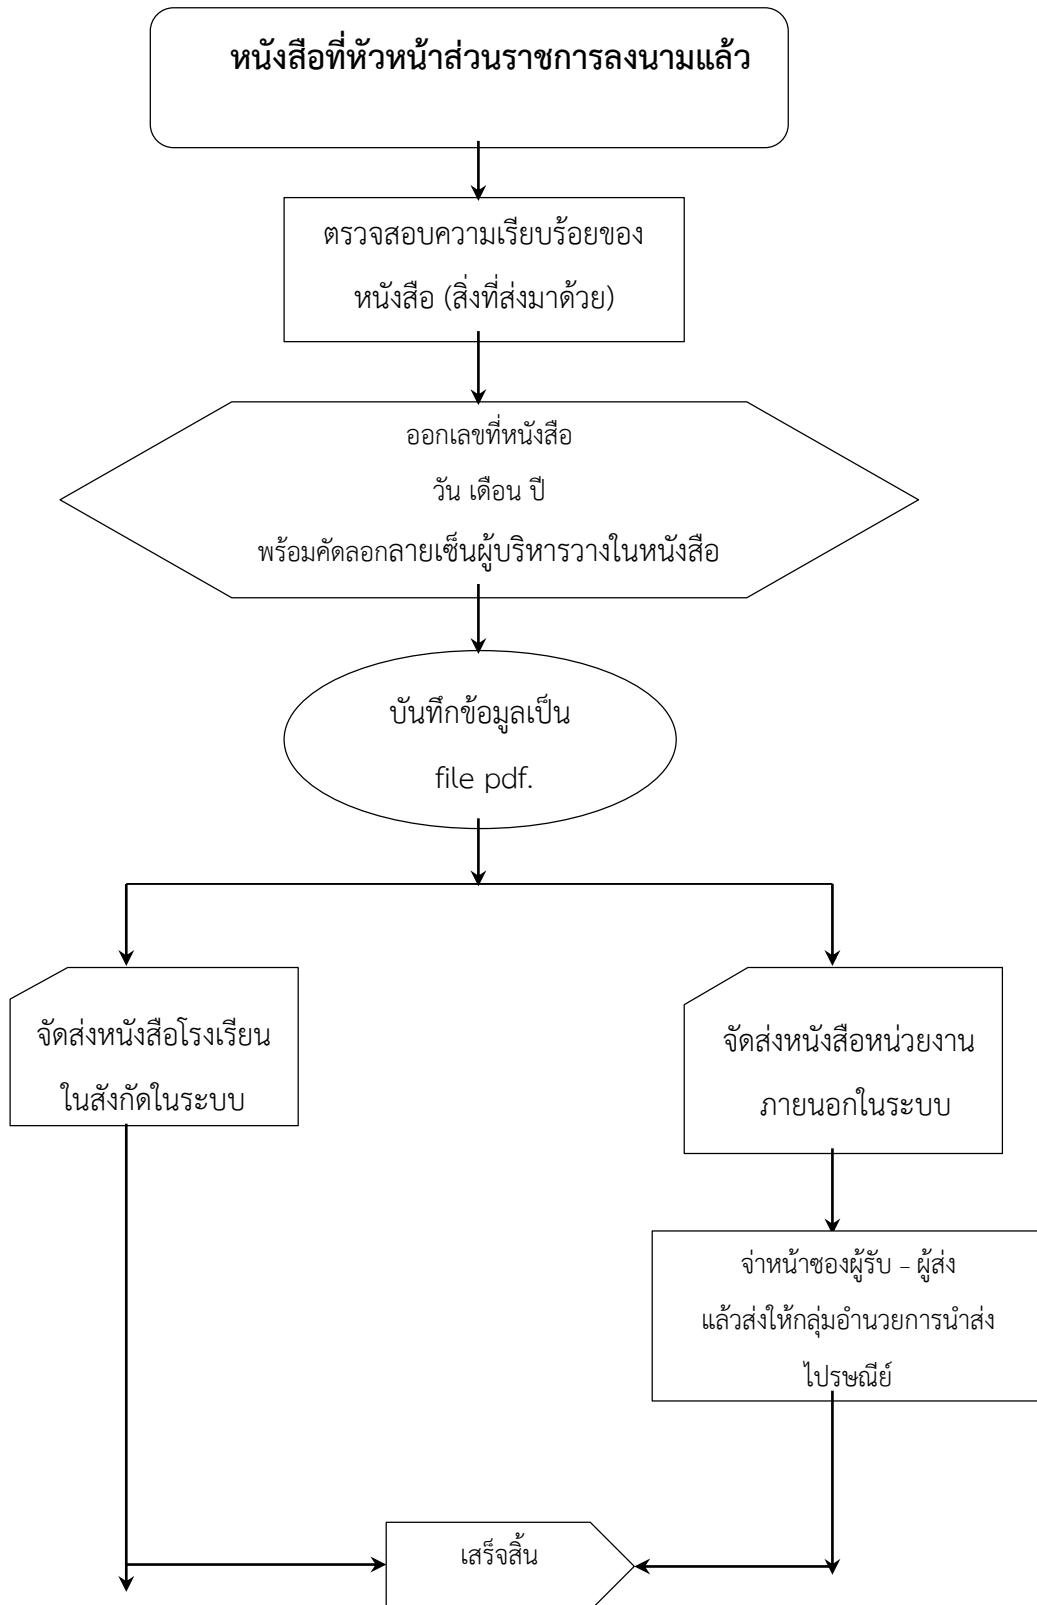 หนังสือที่หัวหน้าส่วนราชการลงนามแล้ว
ตรวจสอบความเรียบร้อยของ
หนังสือ (สิ่งที่ส่งมาด้วย)
ออกเลขที่หนังสือ
วัน เดือน ปี
พร้อมคัดลอกลายเซ็นผู้บริหารวางในหนังสือ
บันทึกข้อมูลเป็น
file pdf.
จัดส่งหนังสือโรงเรียน
ในสังกัดในระบบ
จัดส่งหนังสือหน่วยงาน
ภายนอกในระบบ
จ่าหน้าซองผู้รับ – ผู้ส่ง
แล้วส่งให้กลุ่มอำนวยการนำส่ง
ไปรษณีย์
เสร็จสิ้น